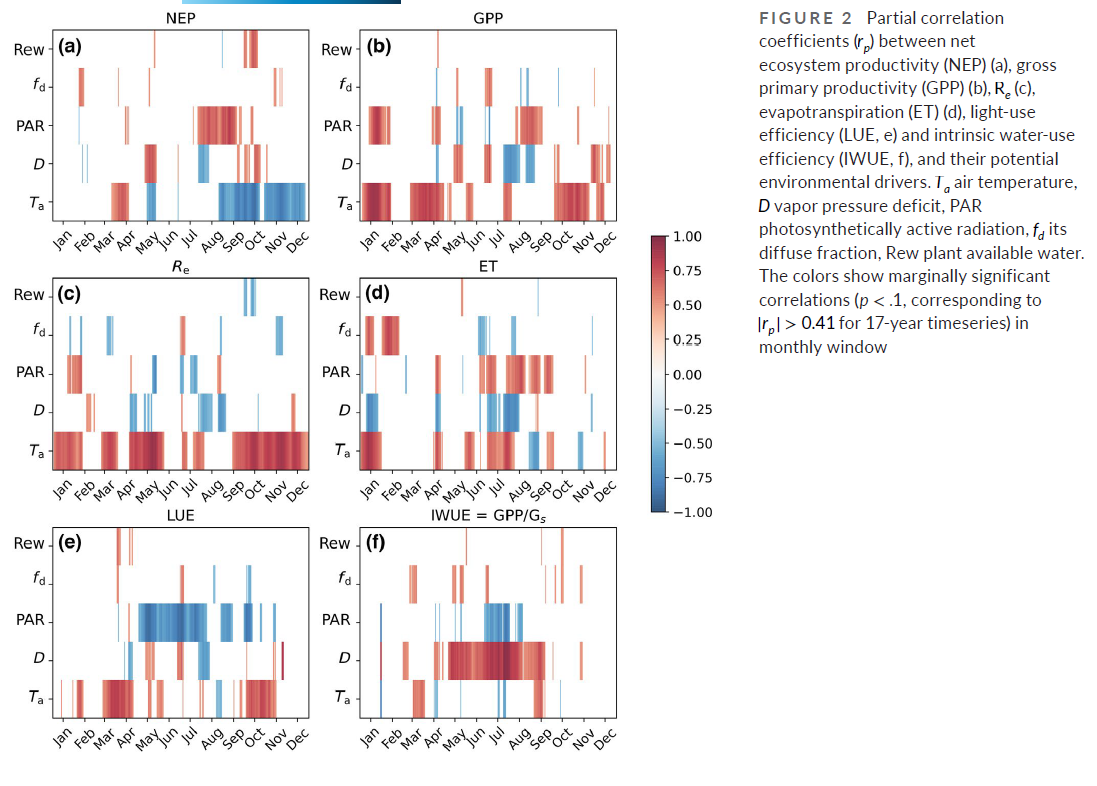 NEP
(a)
Rew
fd
PAR
D
Ta
Jan Feb Mar Apr May Jun Jul Aug Sep Oct Nov Dec
GPP
(b)
Rew
fd
PAR
D
Ta
Jan Feb Mar Apr May Jun Jul Aug Sep Oct Nov Dec
Re
(c)
Rew
fd
PAR
D
Ta
Jan Feb Mar Apr May Jun Jul Aug Sep Oct Nov Dec
ET
(d)
Rew
fd
PAR
D
Ta
Jan Feb Mar Apr May Jun Jul Aug Sep Oct Nov Dec
LUE
(e)
Rew
fd
PAR
D
Ta
Jan Feb Mar Apr May Jun Jul Aug Sep Oct Nov Dec
IWUE = GPP/Gs
(f)
Rew
fd
PAR
D
Ta
Jan Feb Mar Apr May Jun Jul Aug Sep Oct Nov Dec
1.00
0.75
0.50
0.25
0.00
−0.25
−0.50
−0.75
−1.00
FIGURE 2 Partial correlation
coefficients (rp) between net
ecosystem productivity (NEP) (a), gross
primary productivity (GPP) (b), Re (c),
evapotranspiration (ET) (d), light-use
efficiency (LUE, e) and intrinsic water-use
efficiency (IWUE, f), and their potential
environmental drivers. Ta air temperature,
D vapor pressure deficit, PAR
photosynthetically active radiation, fd its
diffuse fraction, Rew plant available water.
The colors show marginally significant
correlations (p < .1, corresponding to
|rp| > 0.41 for 17-year timeseries) in
monthly window